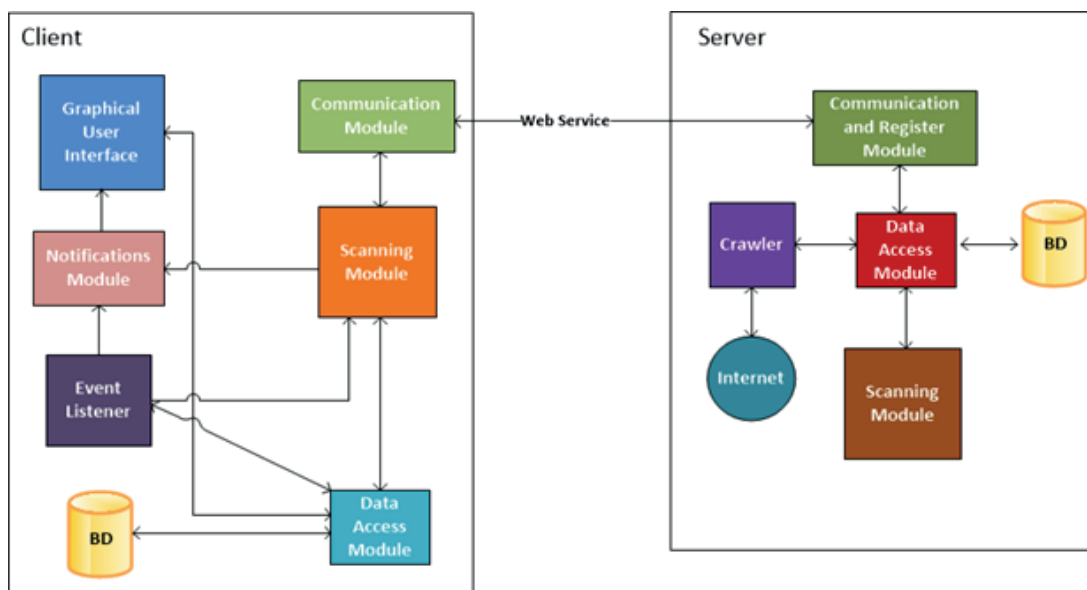 Client
Graphical
User
Interface
Communication
Module
Notifications
Module
Scanning
Module
Event
Listener
BD
Data
Access
Module
Web Service
Server
Communication
and Register
Module
Crawler
Data
Access
Module
BD
Internet
Scanning
Module